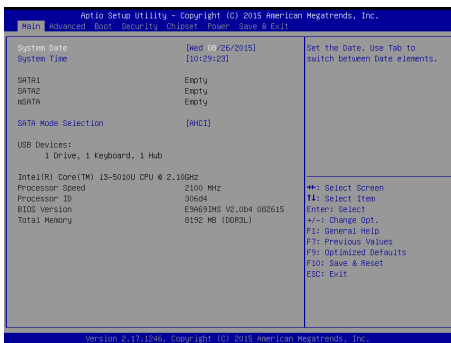 Aptio Setup Utility – Copyright (C) 2015 American Megatrends, Inc.
Main Advanced Boot Security Chipset Power Save & Exit
System Date [Wed 08/26/2015]
System Time [10:29:23]
SATA1 Empty
SATA2 Empty
mSATA Empty
SATA Mode Selection [AHCI]
USB Devices:
1 Drive, 1 Keyboard, 1 Hub
Intel(R) Core(TM) i3-5010U CPU @ 2.10GHz
Processor Speed 2100 MHz
Processor ID 306d4
BIOS Version E9A69IMS V2.0b4 082615
Total Memory 8192 MB (DDR3L)
Set the Date. Use Tab to
switch between Date elements.
→←: Select Screen
↑↓: Select Item
Enter: Select
+/-: Change Opt.
F1: General Help
F7: Previous Values
F9: Optimized Defaults
F10: Save & Reset
ESC: Exit
Version 2.17.1246. Copyright (C) 2015 American Megatrends, Inc.